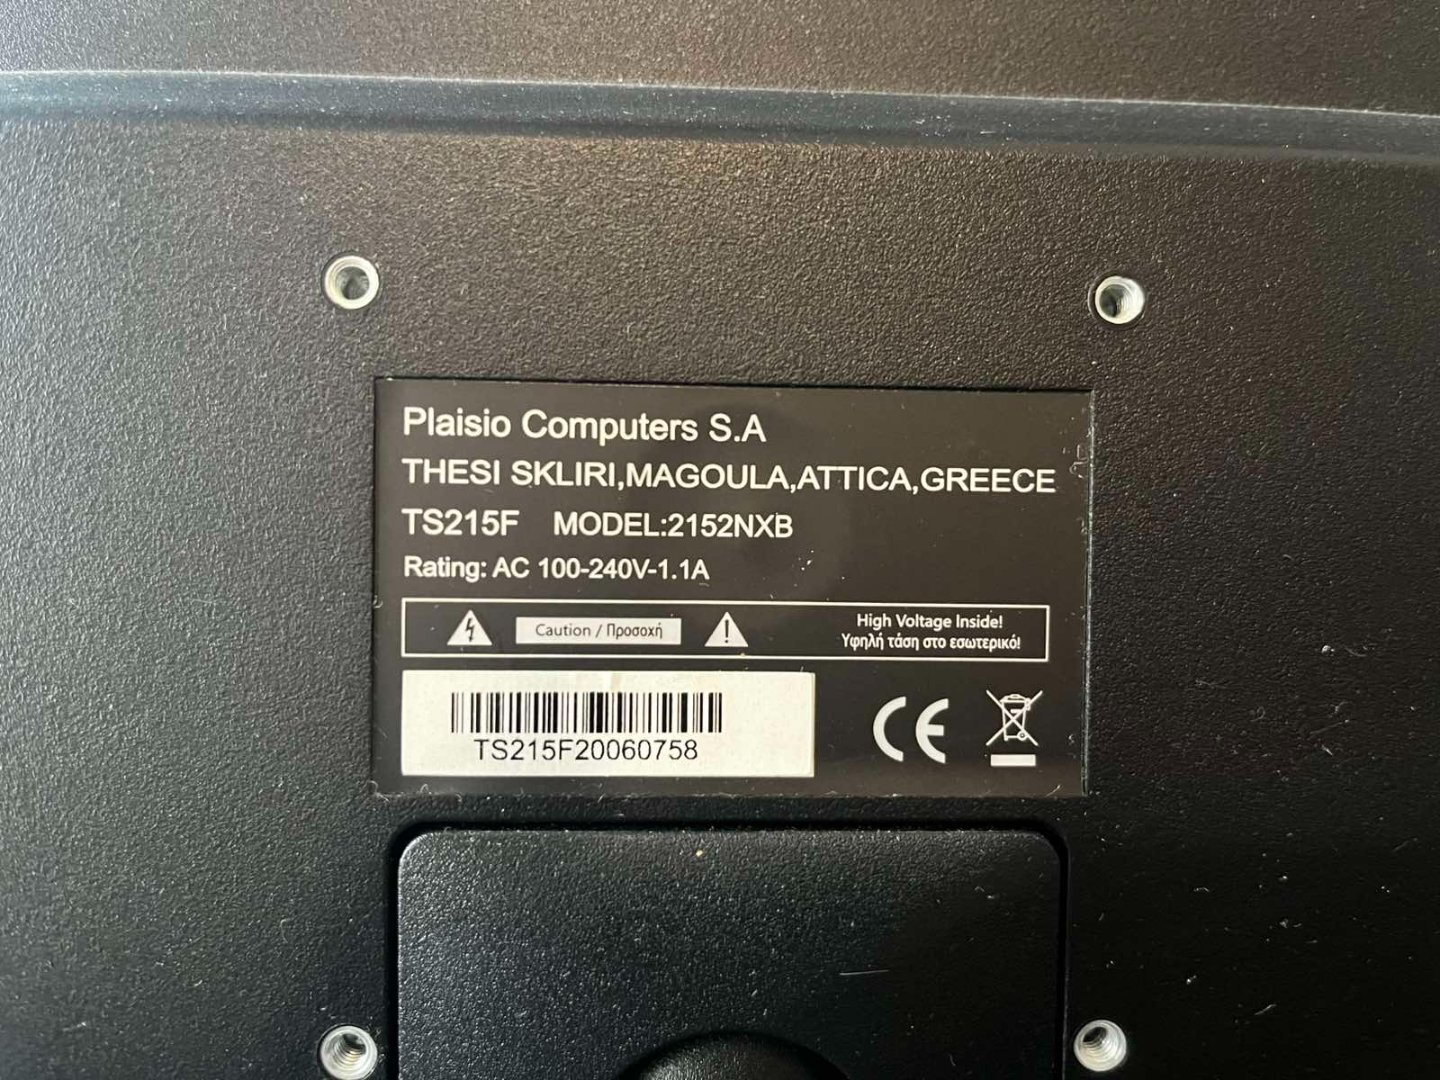 Plaisio Computers S.A
THESI SKLIRI,MAGOULA,ATTICA,GREECE
TS215F MODEL:2152NXB
Rating: AC 100-240V-1.1A
Caution / Προσοχή
High Voltage Inside!
Υψηλή τάση στο εσωτερικό!
TS215F20060758
CE